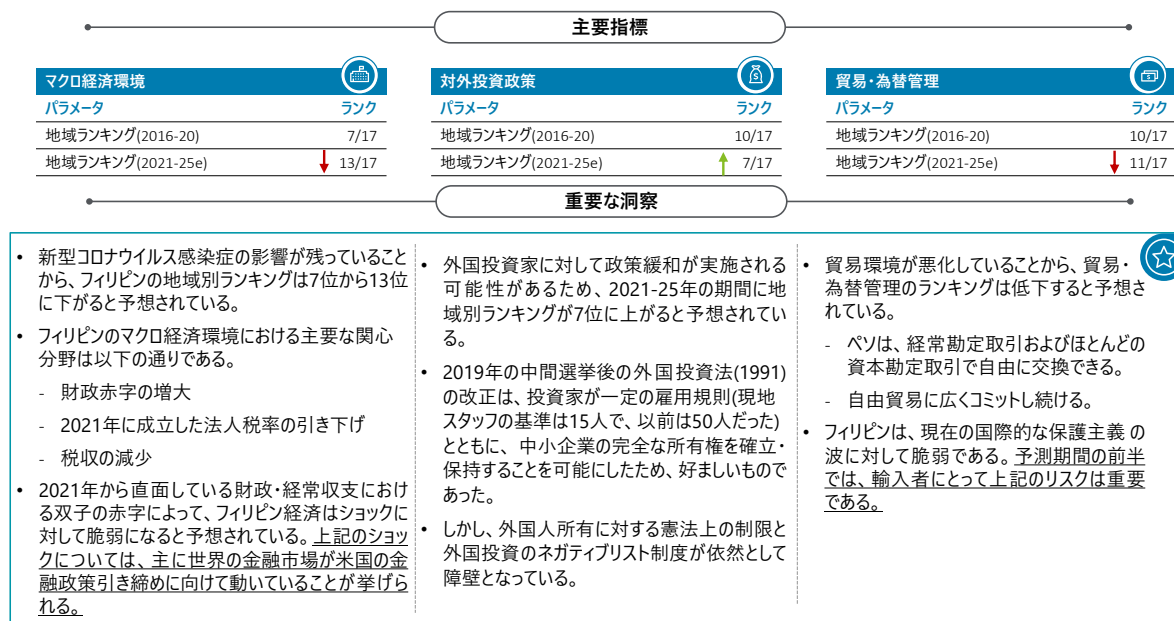 主要指標
マクロ経済環境
パラメータ ランク
地域ランキング(2016-20) 7/17
地域ランキング(2021-25e) 13/17
対外投資政策
パラメータ ランク
地域ランキング(2016-20) 10/17
地域ランキング(2021-25e) 7/17
貿易・為替管理
パラメータ ランク
地域ランキング(2016-20) 10/17
地域ランキング(2021-25e) 11/17
重要な洞察
• 新型コロナウイルス感染症の影響が残っていること
から、フィリピンの地域別ランキングは7位から13位
に下がると予想されている。
• フィリピンのマクロ経済環境における主要な関心
分野は以下の通りである。
- 財政赤字の増大
- 2021年に成立した法人税率の引き下げ
- 税収の減少
• 2021年から直面している財政・経常収支におけ
る双子の赤字によって、フィリピン経済はショックに
対して脆弱になると予想されている。上記のショッ
クについては、主に世界の金融市場が米国の金
融政策引き締めに向けて動いていることが挙げら
れる。
• 外国投資家に対して政策緩和が実施される
可能性があるため、2021-25年の期間に地
域別ランキングが7位に上がると予想されてい
る。
• 2019年の中間選挙後の外国投資法(1991)
の改正は、投資家が一定の雇用規則(現地
スタッフの基準は15人で、以前は50人だった)
とともに、 中小企業の完全な所有権を確立・
保持することを可能にしたため、好ましいもので
あった。
• しかし、外国人所有に対する憲法上の制限と
外国投資のネガティブリスト制度が依然として
障壁となっている。
• 貿易環境が悪化していることから、貿易・
為替管理のランキングは低下すると予想さ
れている。
- ペソは、経常勘定取引およびほとんどの
資本勘定取引で自由に交換できる。
- 自由貿易に広くコミットし続ける。
• フィリピンは、現在の国際的な保護主義 の
波に対して脆弱である。予測期間の前半
では、輸入者にとって上記のリスクは重要
である。